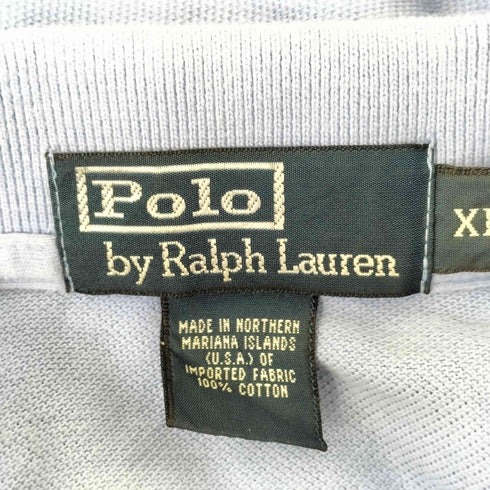 Polo
by Ralph Lauren
MADE IN NORTHERN
MARIANA ISLANDS
(U.S.A.) OF
IMPORTED FABRIC
100% COTTON